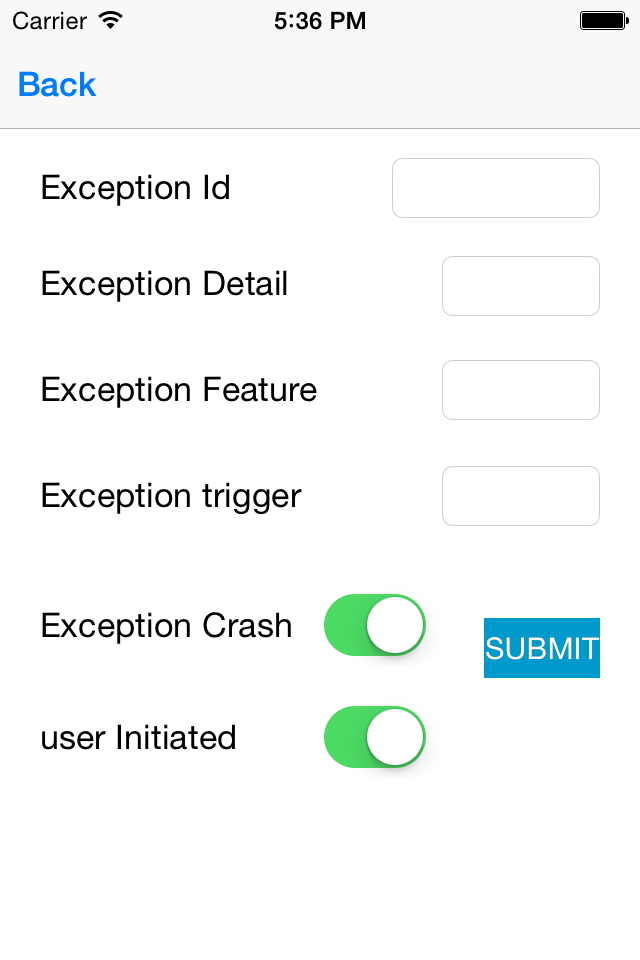 Carrier 5:36 PM
Back
Exception Id
Exception Detail
Exception Feature
Exception trigger
Exception Crash
SUBMIT
user Initiated